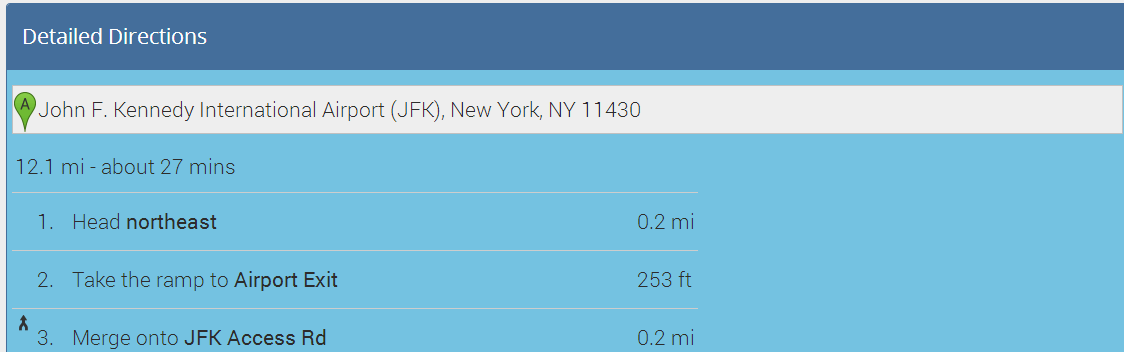 Detailed Directions
A John F. Kennedy International Airport (JFK), New York, NY 11430
12.1 mi - about 27 mins
1. Head northeast 0.2 mi
2. Take the ramp to Airport Exit 253 ft
3. Merge onto JFK Access Rd 0.2 mi